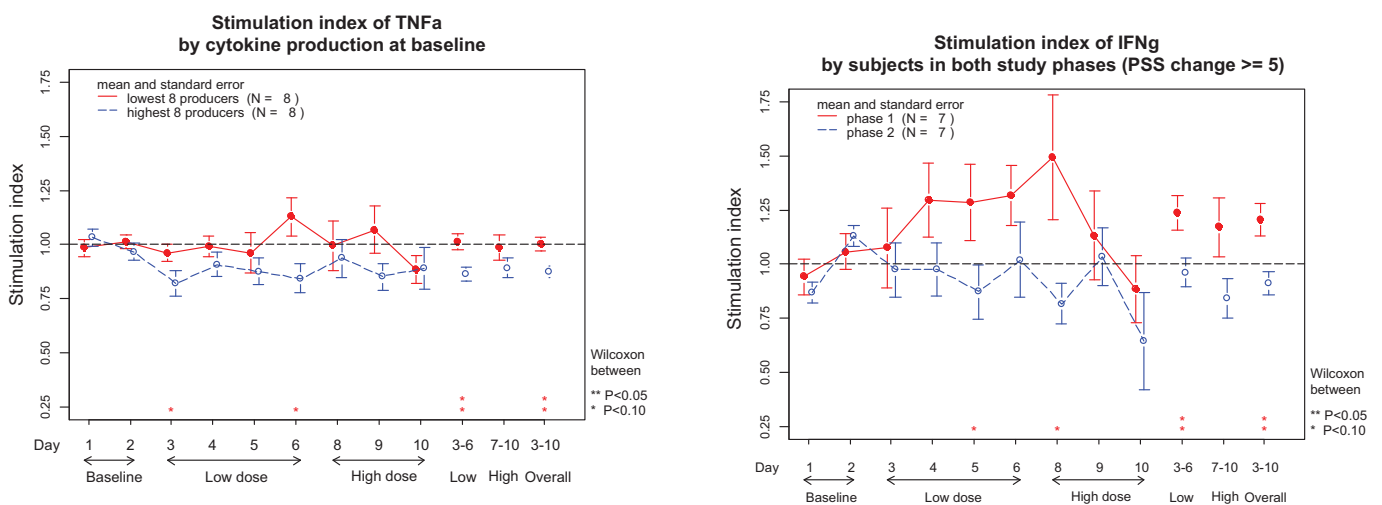 Stimulation index of TNFa
by cytokine production at baseline
mean and standard error
lowest 8 producers (N = 8 )
highest 8 producers (N = 8 )
Stimulation index
1.75
1.50
1.25
1.00
0.75
0.50
0.25
* * * *
* *
Wilcoxon
between
** P<0.05
* P<0.10
Day 1 2 3 4 5 6 8 9 10 3-6 7-10 3-10
Baseline Low dose High dose Low High Overall
Stimulation index of IFNg
by subjects in both study phases (PSS change >= 5)
mean and standard error
phase 1 (N = 7 )
phase 2 (N = 7 )
Stimulation index
1.75
1.50
1.25
1.00
0.75
0.50
0.25
* *
* * * *
Wilcoxon
between
** P<0.05
* P<0.10
Day 1 2 3 4 5 6 8 9 10 3-6 7-10 3-10
Baseline Low dose High dose Low High Overall